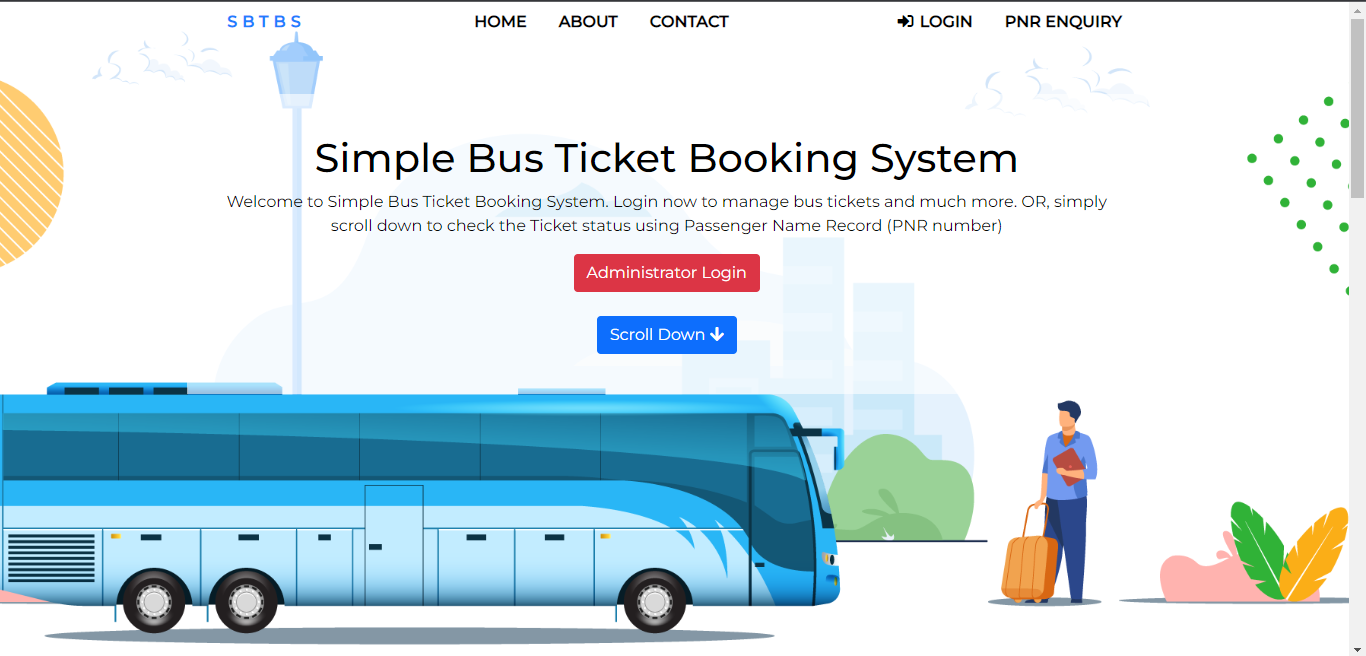 SBTBS HOME ABOUT CONTACT LOGIN PNR ENQUIRY
Simple Bus Ticket Booking System
Welcome to Simple Bus Ticket Booking System. Login now to manage bus tickets and much more. OR, simply
scroll down to check the Ticket status using Passenger Name Record (PNR number)
Administrator Login
Scroll Down